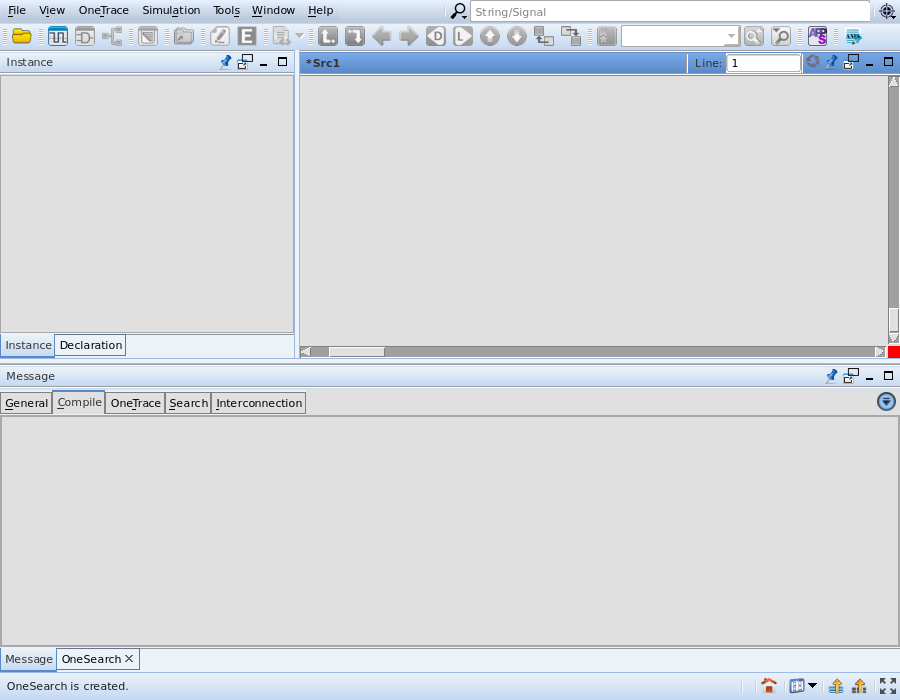 File View OneTrace Simulation Tools Window Help String/Signal
Instance
*Src1 Line: 1
Instance Declaration
Message
General Compile OneTrace Search Interconnection
Message OneSearch
OneSearch is created.